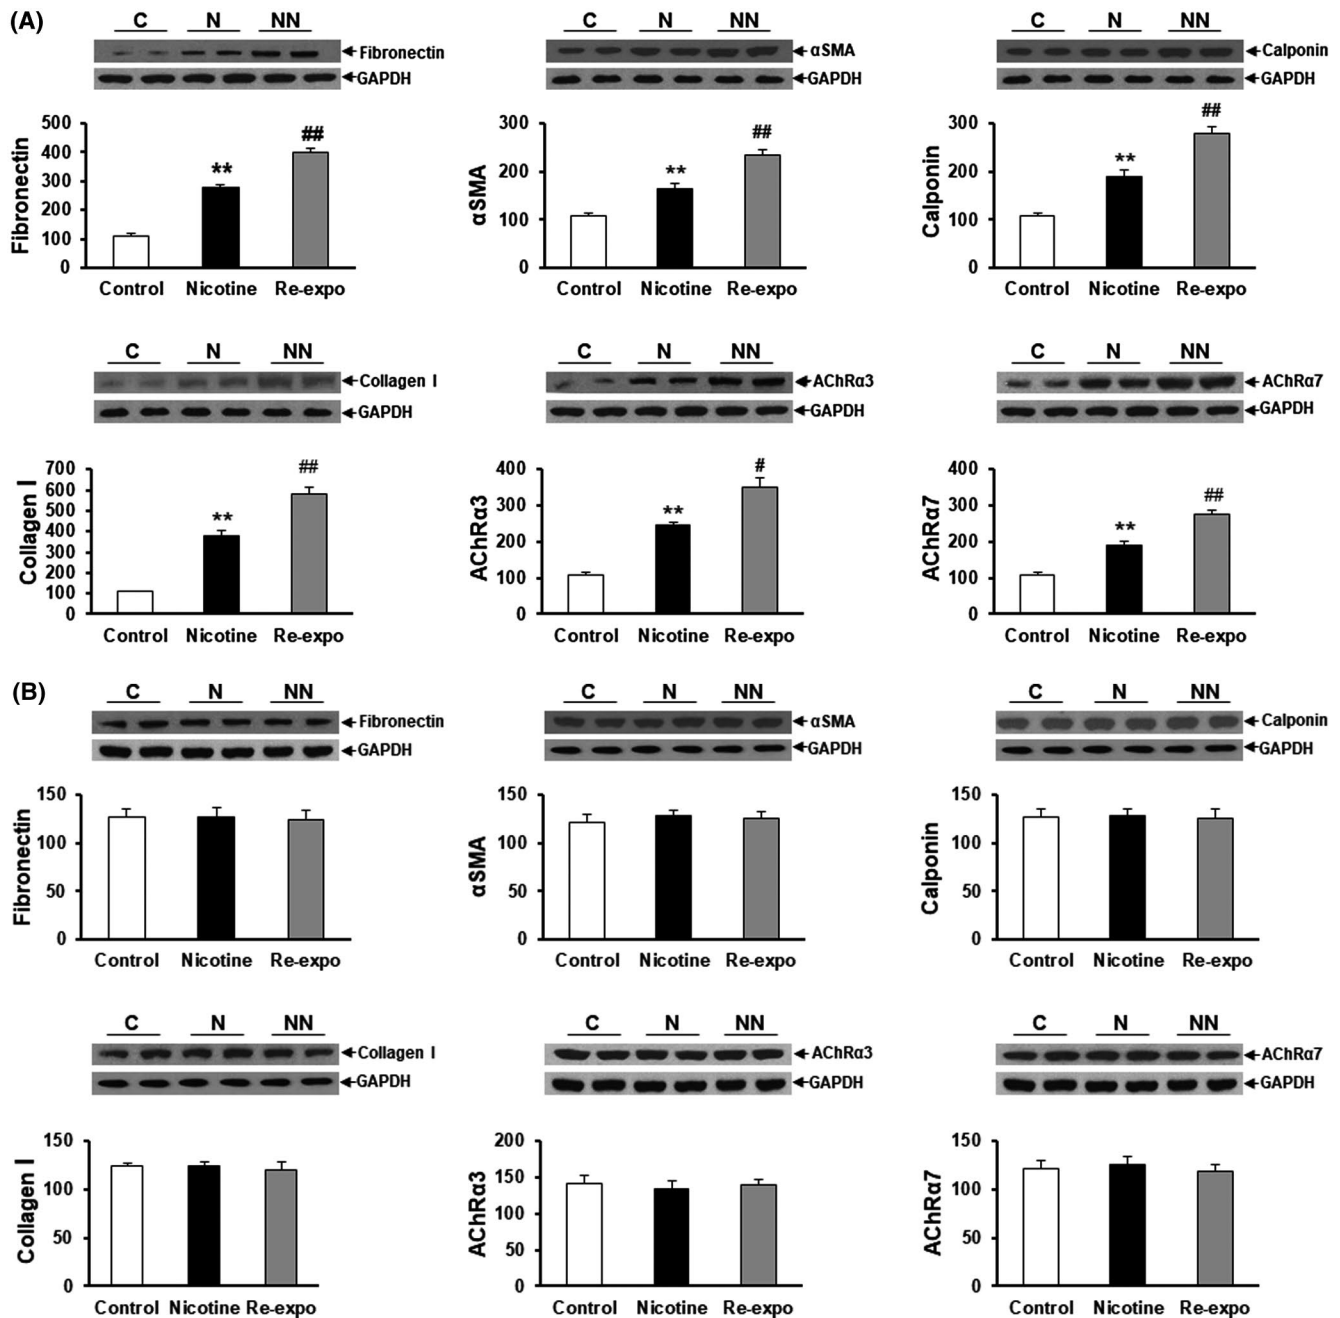 (A)
C N NN
Fibronectin
GAPDH
Fibronectin
500
400
300
200
100
0
**
##
Control Nicotine Re-expo
C N NN
αSMA
GAPDH
αSMA
300
200
100
0
**
##
Control Nicotine Re-expo
C N NN
Calponin
GAPDH
Calponin
300
200
100
0
**
##
Control Nicotine Re-expo
C N NN
Collagen I
GAPDH
Collagen I
700
600
500
400
300
200
100
0
**
##
Control Nicotine Re-expo
C N NN
AChRα3
GAPDH
AChRα3
400
300
200
100
0
**
#
Control Nicotine Re-expo
C N NN
AChRα7
GAPDH
AChRα7
400
300
200
100
0
**
##
Control Nicotine Re-expo
(B)
C N NN
Fibronectin
GAPDH
Fibronectin
150
100
50
0
Control Nicotine Re-expo
C N NN
αSMA
GAPDH
αSMA
150
100
50
0
Control Nicotine Re-expo
C N NN
Calponin
GAPDH
Calponin
150
100
50
0
Control Nicotine Re-expo
C N NN
Collagen I
GAPDH
Collagen I
150
100
50
0
Control Nicotine Re-expo
C N NN
AChRα3
GAPDH
AChRα3
200
150
100
50
0
Control Nicotine Re-expo
C N NN
AChRα7
GAPDH
AChRα7
150
100
50
0
Control Nicotine Re-expo